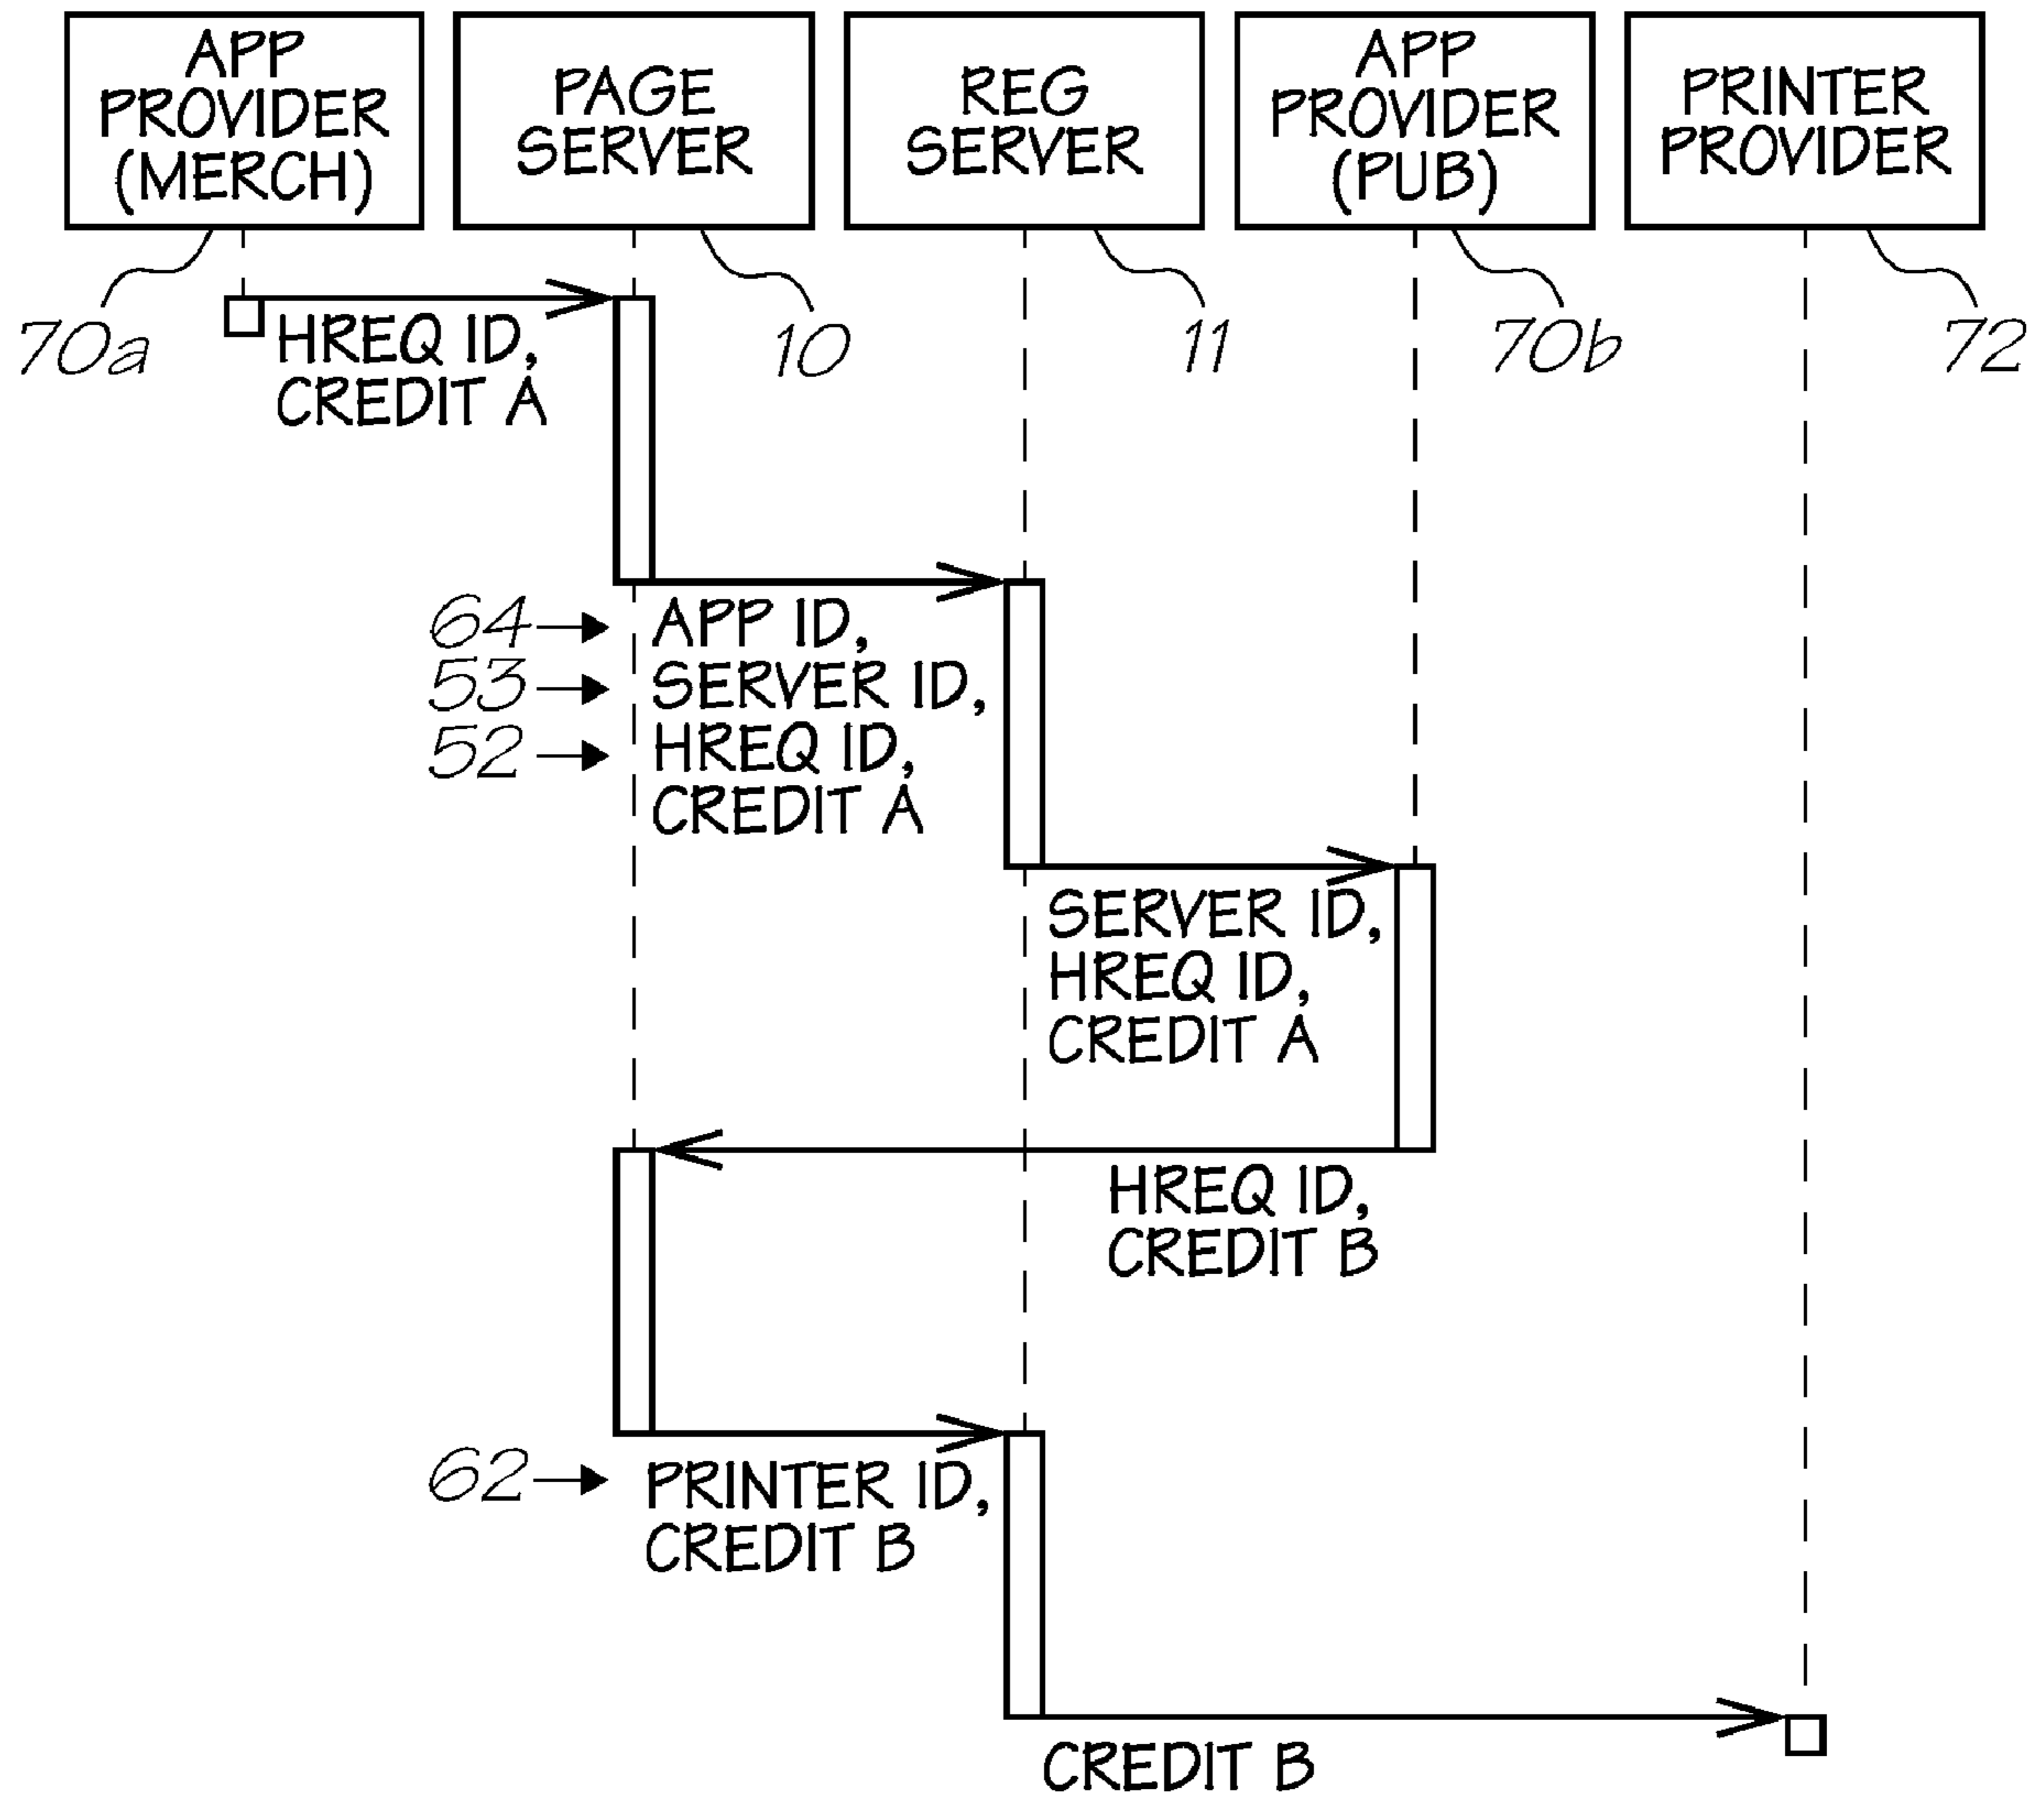 APP
PROVIDER
(MERCH)
PAGE
SERVER
REG
SERVER
APP
PROVIDER
(PUB)
PRINTER
PROVIDER
70a
10
11
70b
72
HREQ ID,
CREDIT A
64
APP ID,
53
SERVER ID,
52
HREQ ID,
CREDIT A
SERVER ID,
HREQ ID,
CREDIT A
HREQ ID,
CREDIT B
62
PRINTER ID,
CREDIT B
CREDIT B